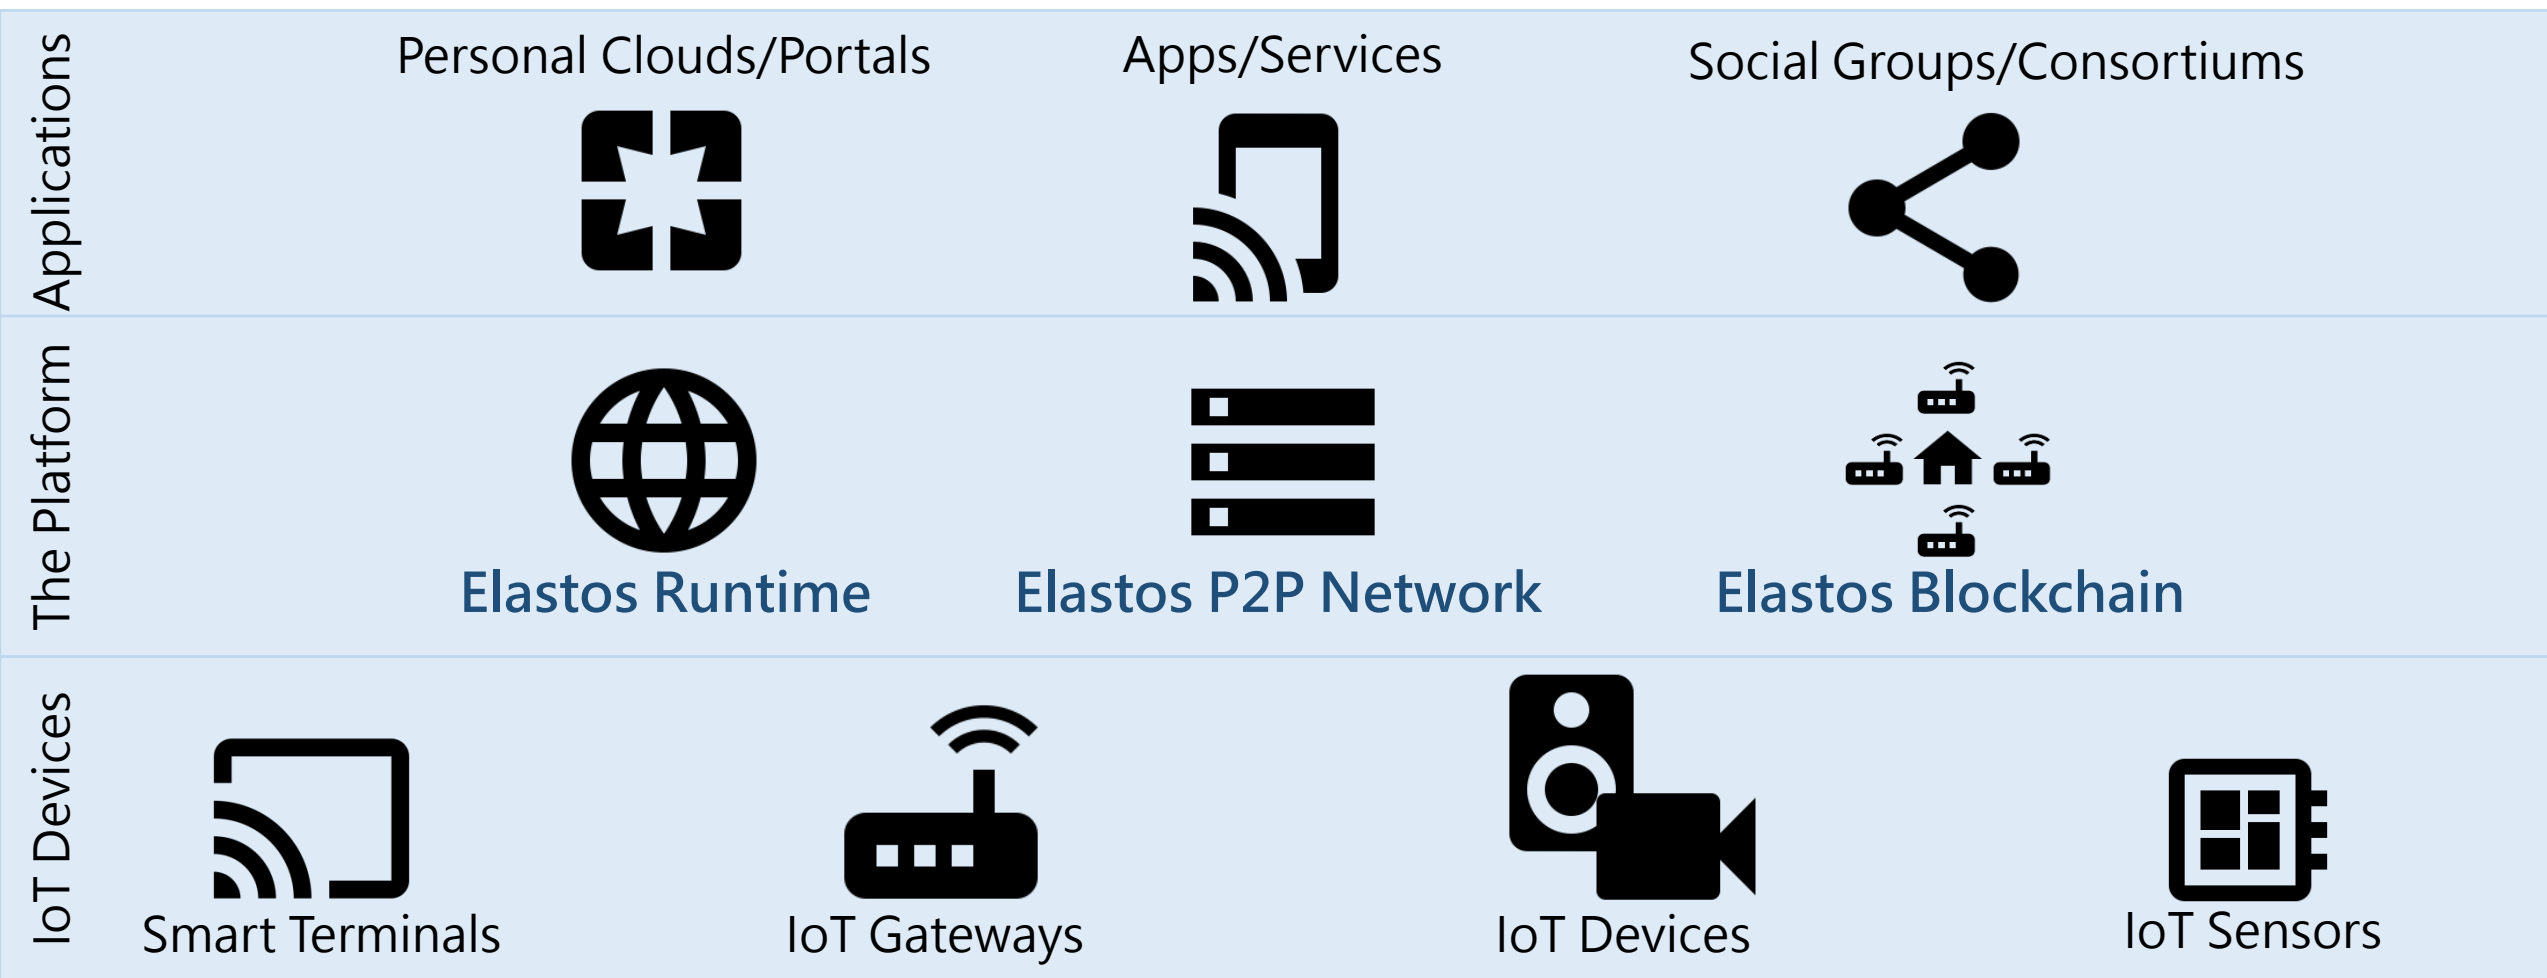 Applications
Personal Clouds/Portals
Apps/Services
Social Groups/Consortiums
The Platform
Elastos Runtime
Elastos P2P Network
Elastos Blockchain
IoT Devices
Smart Terminals
IoT Gateways
IoT Devices
IoT Sensors